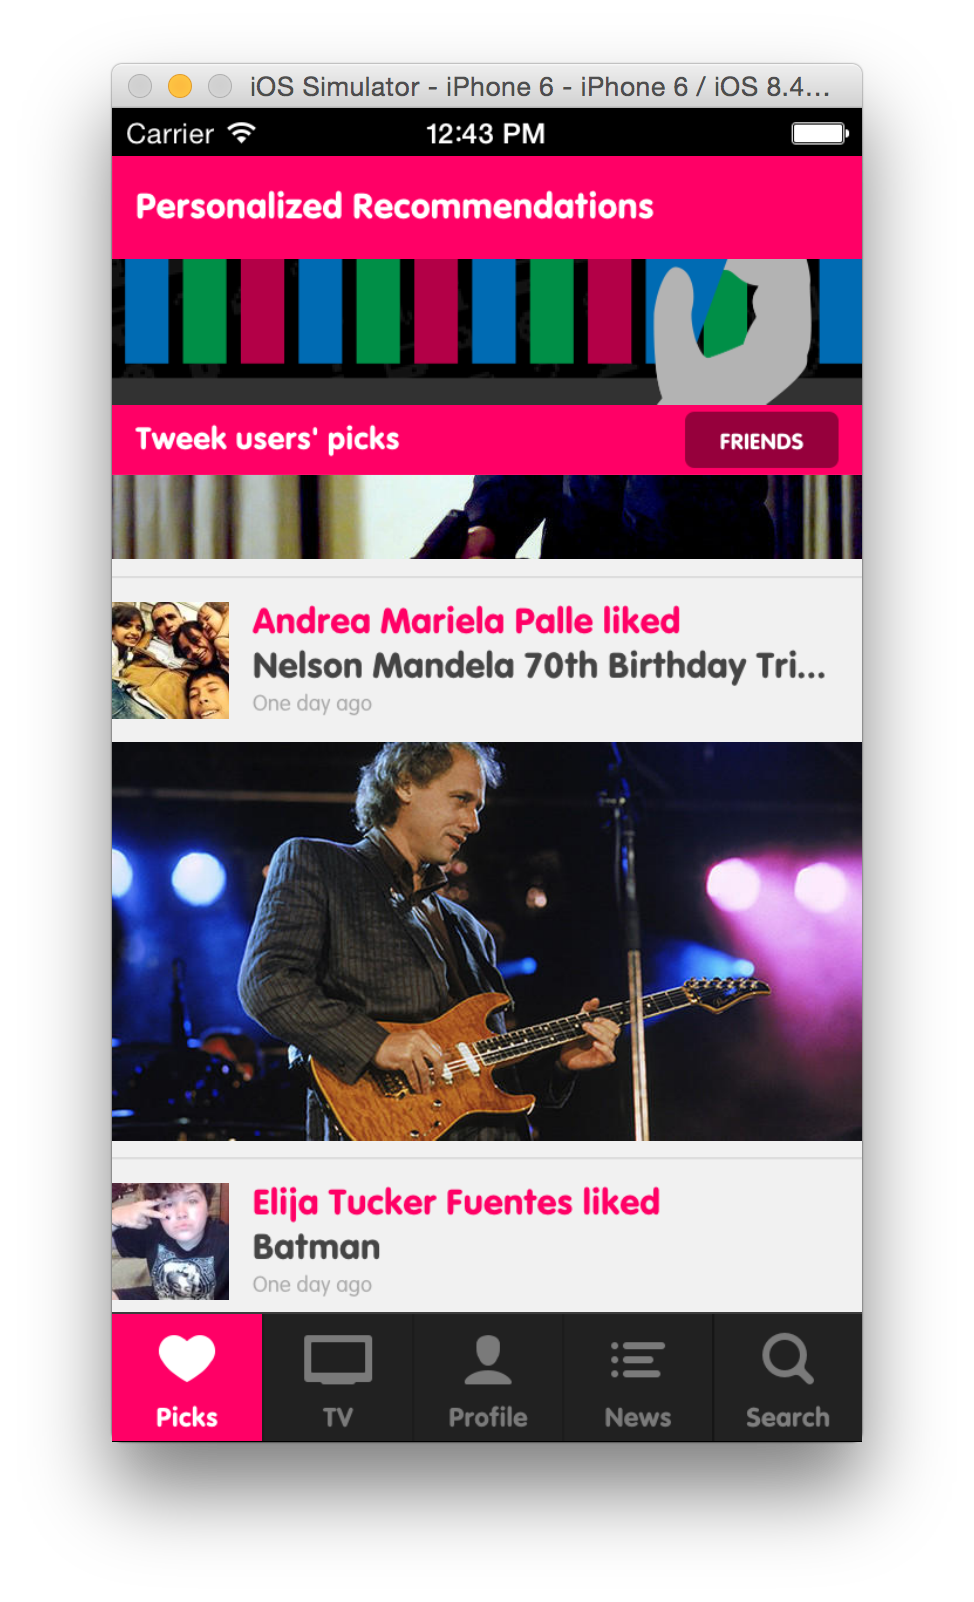 iOS Simulator - iPhone 6 - iPhone 6 / iOS 8.4...
Carrier 12:43 PM
Personalized Recommendations
Tweek users' picks FRIENDS
Andrea Mariela Palle liked
Nelson Mandela 70th Birthday Tri...
One day ago
Elija Tucker Fuentes liked
Batman
One day ago
Picks TV Profile News Search